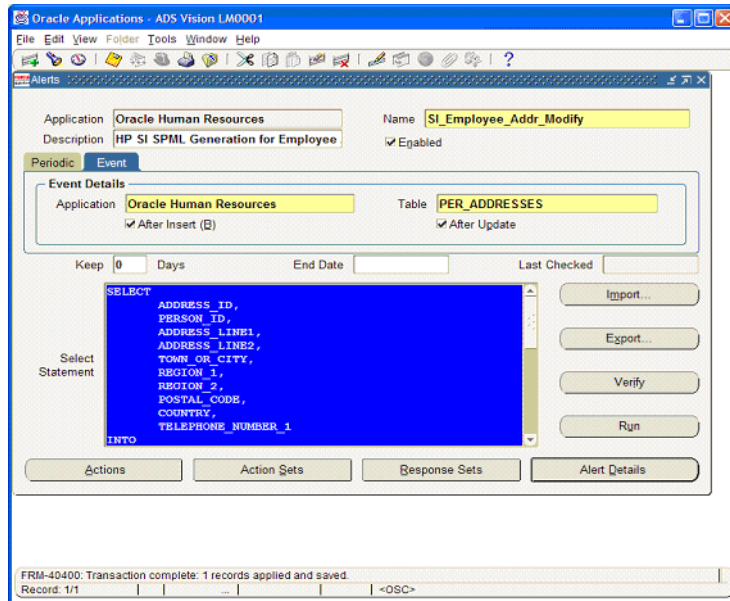 Oracle Applications - ADS Vision LM0001
File Edit View Folder Tools Window Help
Alerts
Application Oracle Human Resources Name SI_Employee_Addr_Modify
Description HP SI SPML Generation for Employee Enabled
Periodic Event
Event Details
Application Oracle Human Resources Table PER_ADDRESSES
After Insert (B) After Update
Keep 0 Days End Date Last Checked
SELECT
ADDRESS_ID,
PERSON_ID,
ADDRESS_LINE1,
ADDRESS_LINE2,
TOWN_OR_CITY,
REGION_1,
REGION_2,
POSTAL_CODE,
COUNTRY,
TELEPHONE_NUMBER_1
INTO
Select
Statement
Import...
Export...
Verify
Run
Actions Action Sets Response Sets Alert Details
FRM-40400: Transaction complete: 1 records applied and saved.
Record: 1/1 ... <OSC>